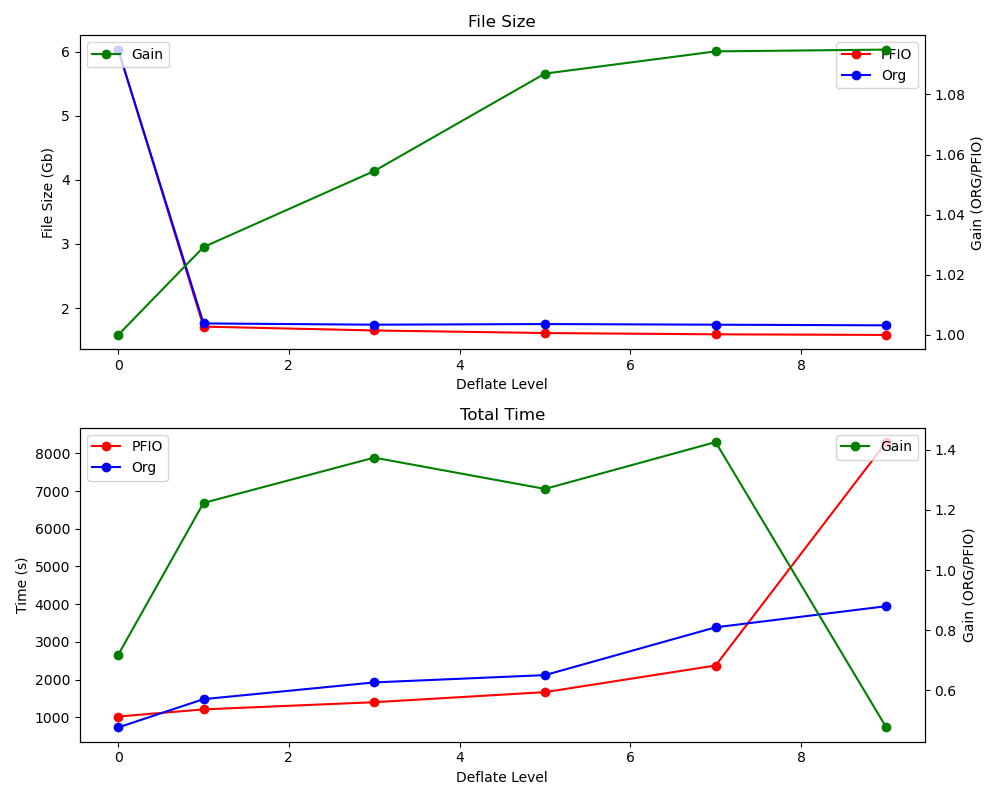 File Size
Gain
PFIO
Org
6
5
4
3
2
File Size (Gb)
1.08
1.06
1.04
1.02
1.00
Gain (ORG/PFIO)
0 2 4 6 8
Deflate Level
Total Time
PFIO
Org
Gain
8000
7000
6000
5000
4000
3000
2000
1000
Time (s)
1.4
1.2
1.0
0.8
0.6
Gain (ORG/PFIO)
0 2 4 6 8
Deflate Level